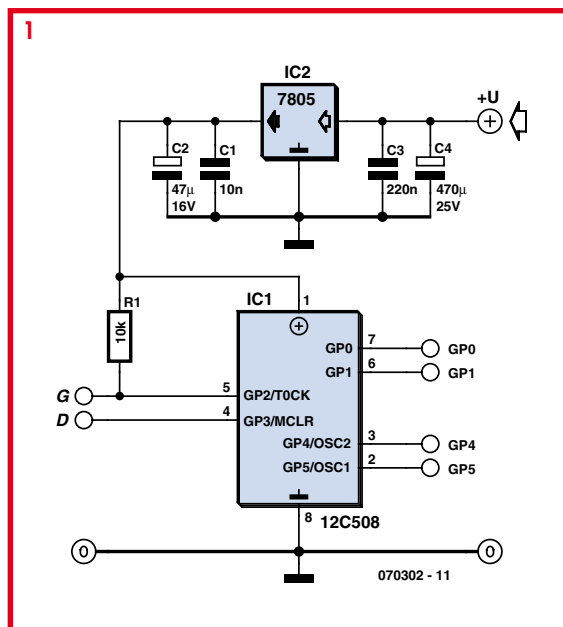 1
IC2
7805
+U
C2
47µ
16V
C1
10n
C3
220n
C4
470µ
25V
R1
10k
IC1
1
G
D
5
4
GP2/T0CK
GP3/MCLR
GP0
GP1
GP4/OSC2
GP5/OSC1
7
6
3
2
GP0
GP1
GP4
GP5
8
12C508
0
0
070302 - 11